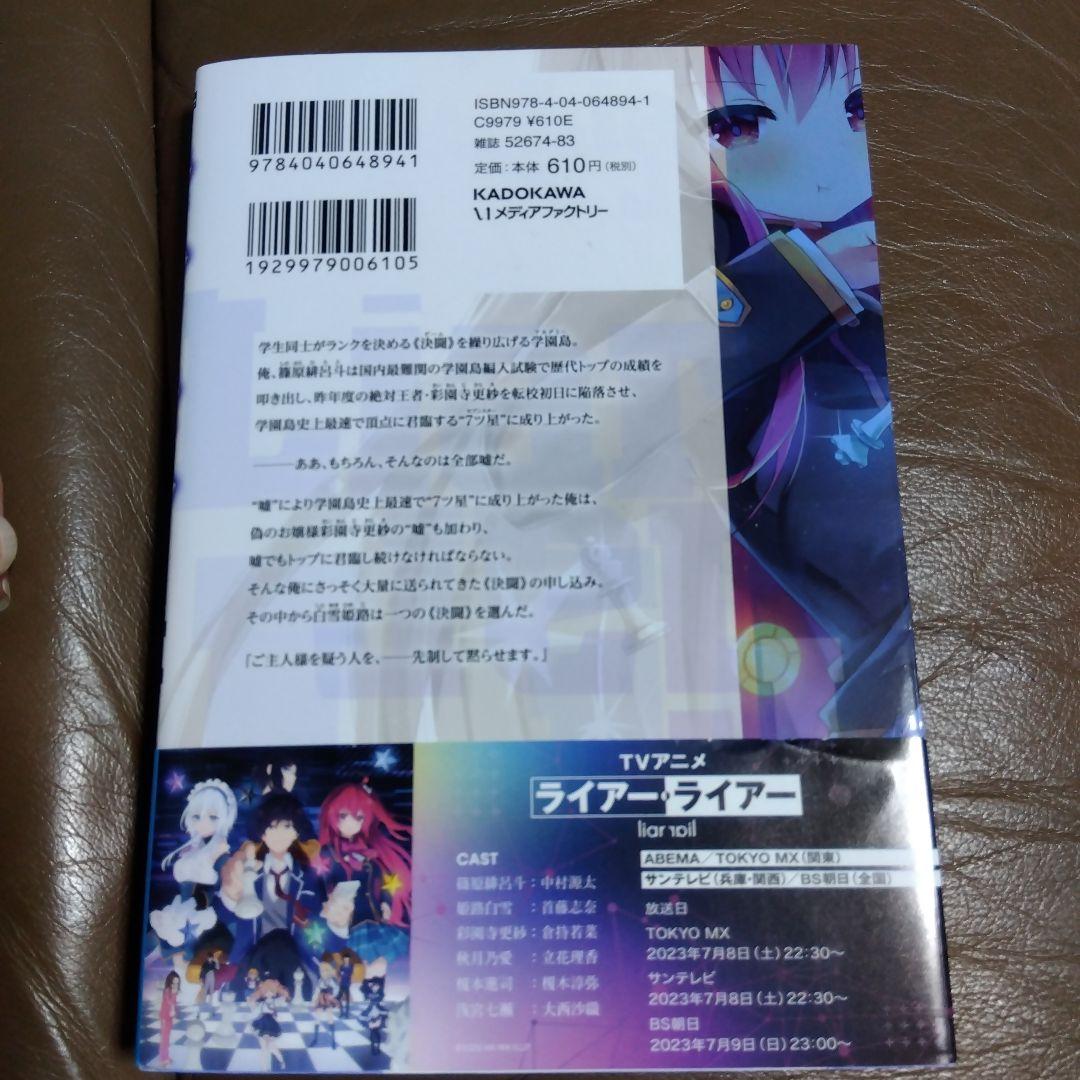 ISBN978-4-04-064894-1
C9979 ¥610E
雑誌 52674-83
定価:本体 610円(税別)
KADOKAWA
メディアファクトリー
9784040648941
1929979006105
学生同士がランクを決める《決闘》を繰り広げる学園島。
俺、篠原緋呂斗は国内最難関の学園島編入試験で歴代トップの成績を
叩き出し、昨年度の絶対王者・彩園寺更紗を転校初日に陥落させ、
学園島史上最速で頂点に君臨する“7ツ星”に成り上がった。
――ああ、もちろん、そんなのは全部嘘だ。
“嘘”により学園島史上最速で“7ツ星”に成り上がった俺は、
偽のお嬢様彩園寺更紗の“嘘”も加わり、
嘘でもトップに君臨し続けなければならない。
そんな俺にさっそく大量に送られてきた《決闘》の申し込み。
その中から白雪姫路は一つの《決闘》を選んだ。
「ご主人様を疑う人を、――先制して黙らせます。」
TVアニメ
ライアー・ライアー
liar liar
CAST
篠原緋呂斗:中村源太
姫路白雪:首藤志奈
彩園寺更紗:倉持若菜
秋月乃愛:立花理香
榎本進司:榎木淳弥
浅宮七瀬:大西沙織
ABEMA/TOKYO MX(関東)
サンテレビ(兵庫・関西)/BS朝日(全国)
放送日
TOKYO MX
2023年7月8日(土)22:30~
サンテレビ
2023年7月8日(土)22:30~
BS朝日
2023年7月9日(日)23:00~